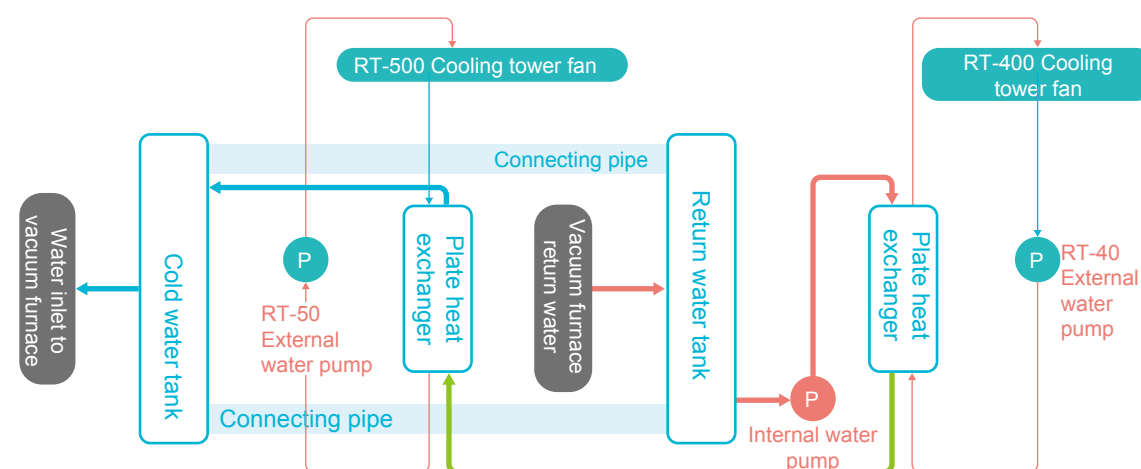 RT-500 Cooling tower fan
RT-400 Cooling
tower fan
Connecting pipe
Water inlet to
vacuum furnace
Cold water tank
P
RT-50
External
water pump
Plate heat
exchanger
Vacuum furnace
return water
Return water tank
Plate heat
exchanger
P
RT-40
External
water
pump
P
Internal water
pump
Connecting pipe